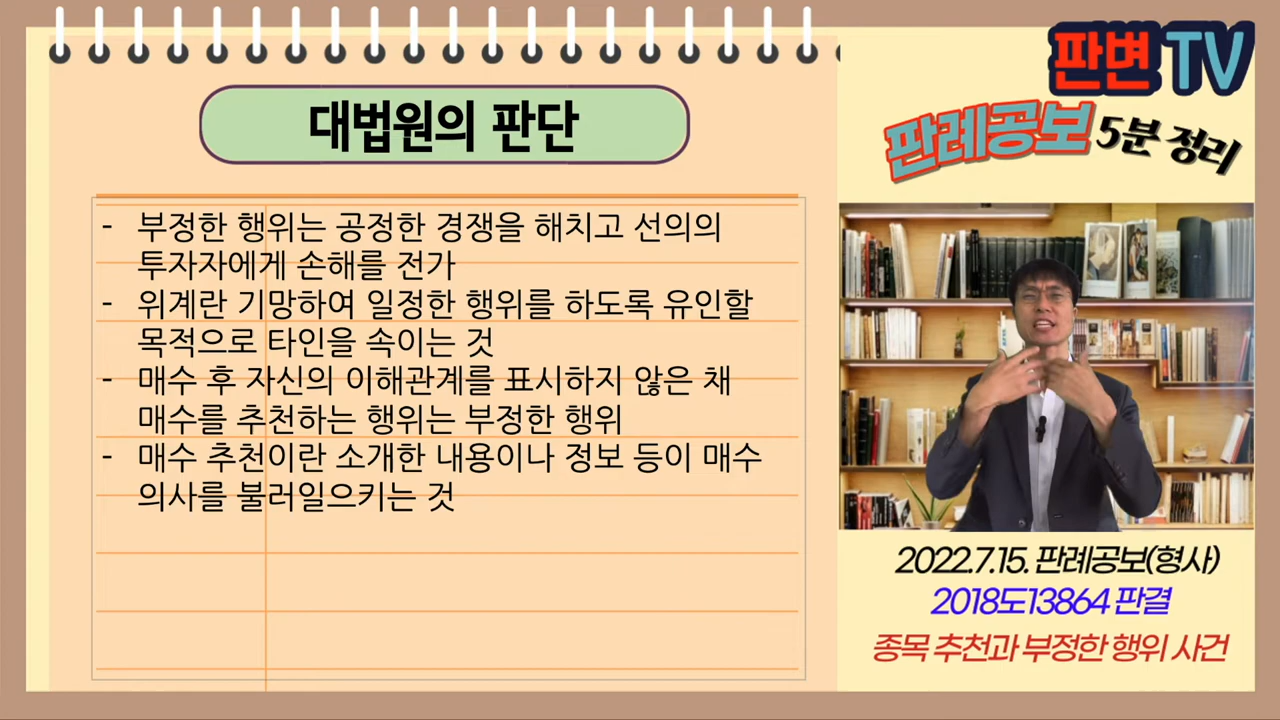 대법원의 판단
- 부정한 행위는 공정한 경쟁을 해치고 선의의
투자자에게 손해를 전가
- 위계란 기망하여 일정한 행위를 하도록 유인할
목적으로 타인을 속이는 것
- 매수 후 자신의 이해관계를 표시하지 않은 채
매수를 추천하는 행위는 부정한 행위
- 매수 추천이란 소개한 내용이나 정보 등이 매수
의사를 불러일으키는 것
판변 TV
판례공보 5분 정리
2022.7.15. 판례공보(형사)
2018도13864 판결
종목 추천과 부정한 행위 사건